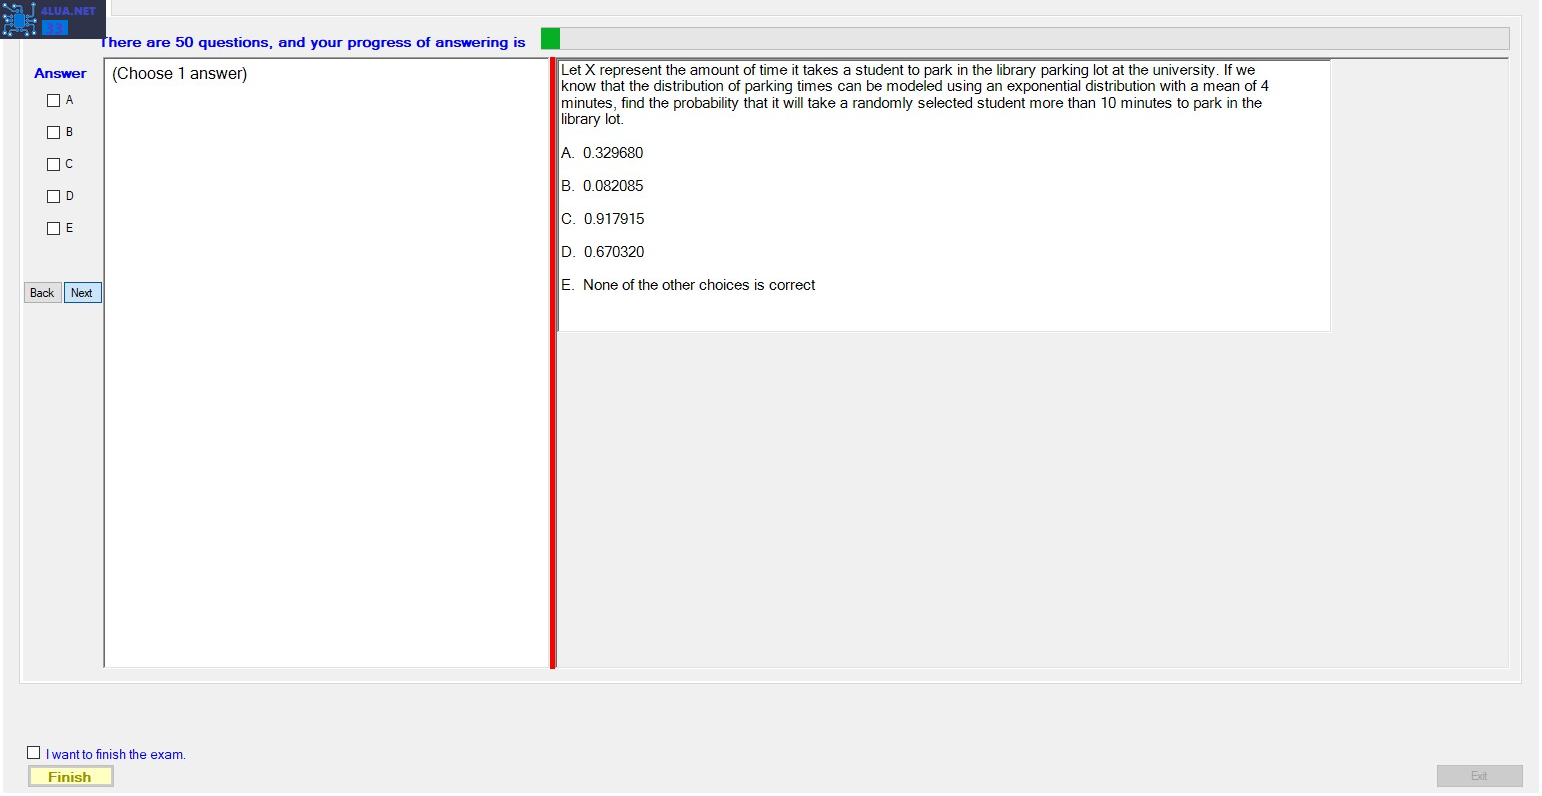 4LUA.NET
33
There are 50 questions, and your progress of answering is
Answer
(Choose 1 answer)
A
B
C
D
E
Back
Next
Let X represent the amount of time it takes a student to park in the library parking lot at the university. If we
know that the distribution of parking times can be modeled using an exponential distribution with a mean of 4
minutes, find the probability that it will take a randomly selected student more than 10 minutes to park in the
library lot.
A. 0.329680
B. 0.082085
C. 0.917915
D. 0.670320
E. None of the other choices is correct
I want to finish the exam.
Finish
Exit